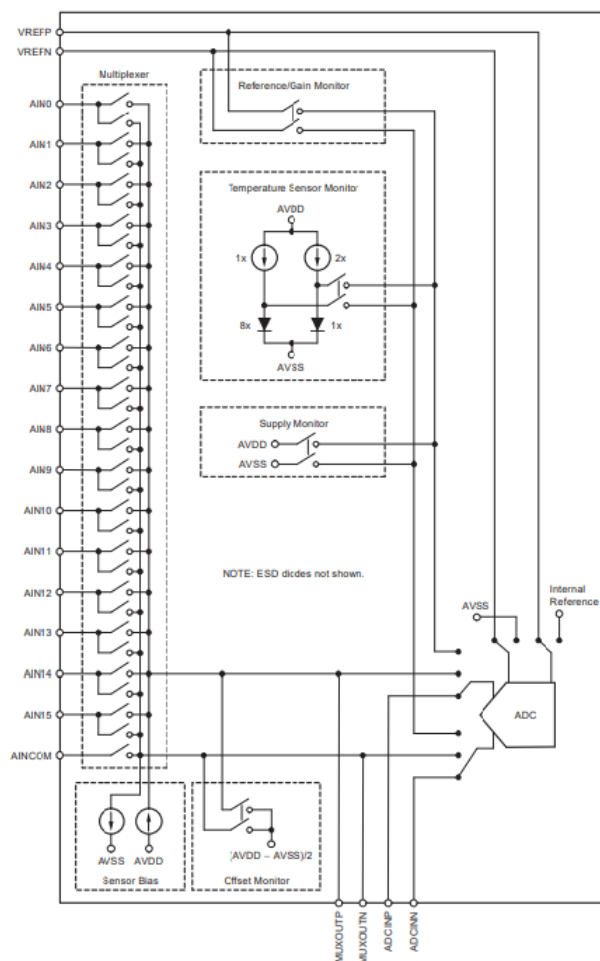 VREFP
VREFN
Multiplexer
Reference/Gain Monitor
AIN0
AIN1
AIN2
Temperature Sensor Monitor
AVDD
AIN3
1x
2x
AIN4
AIN5
8x
1x
AIN6
AVSS
AIN7
Supply Monitor
AIN8
AVDD
AVSS
AIN9
AIN10
AIN11
NOTE: ESD diodes not shown.
AIN12
Internal
Reference
AVSS
AIN13
AIN14
ADC
AIN15
AINCOM
AVSS
AVDD
(AVDD – AVSS)/2
Sensor Bias
Offset Monitor
MUXOUTP
MUXOUTN
ADCINP
ADCINN